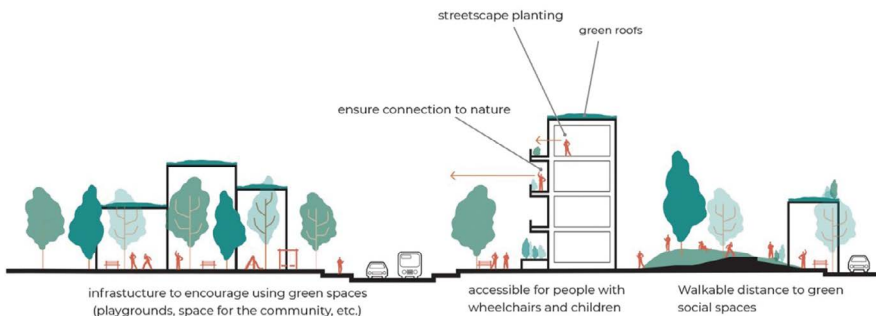 streetscape planting
green roofs
ensure connection to nature
infrastucture to encourage using green spaces
(playgrounds, space for the community, etc.)
accessible for people with
wheelchairs and children
Walkable distance to green
social spaces